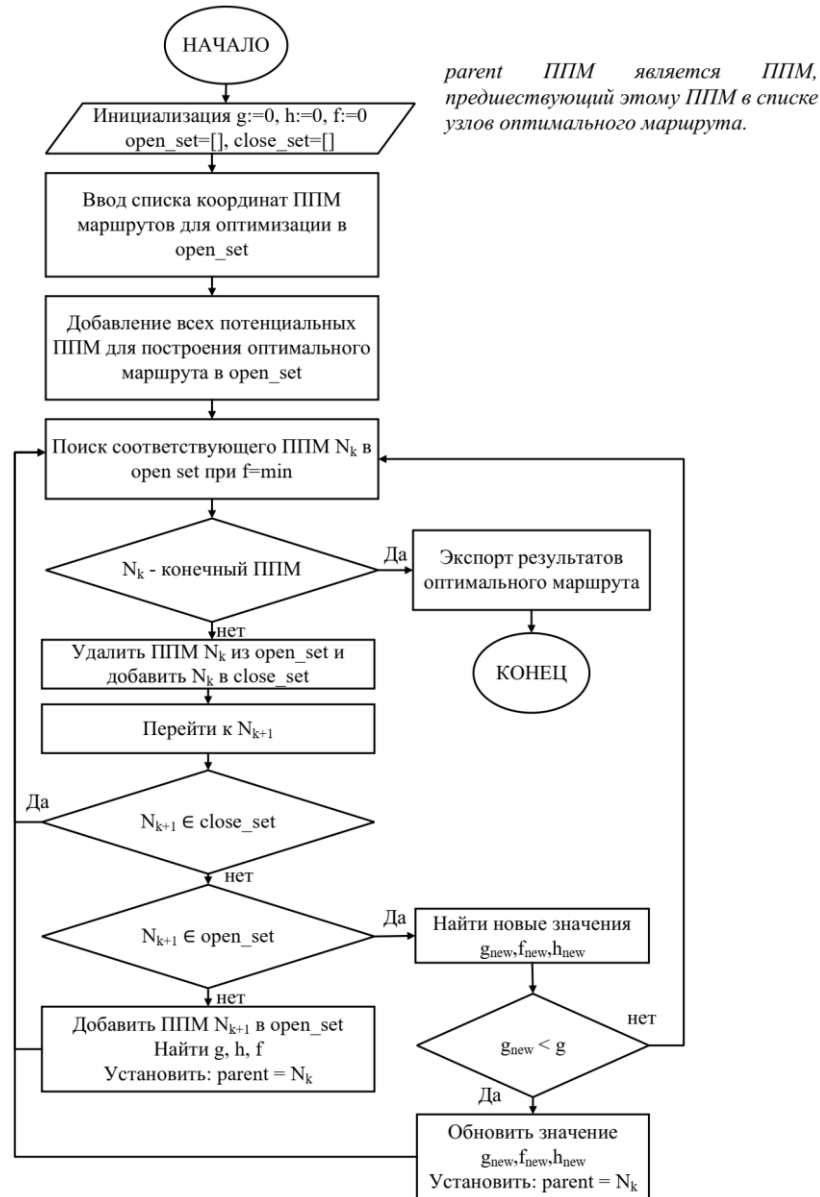 НАЧАЛО
parent ППМ является ППМ,
предшествующий этому ППМ в списке
узлов оптимального маршрута.
Инициализация g:=0, h:=0, f:=0
open_set=[], close_set=[]
Ввод списка координат ППМ
маршрутов для оптимизации в
open_set
Добавление всех потенциальных
ППМ для построения оптимального
маршрута в open_set
Поиск соответствующего ППМ Nk в
open set при f=min
Nk - конечный ППМ
Да
Экспорт результатов
оптимального маршрута
КОНЕЦ
нет
Удалить ППМ Nk из open_set и
добавить Nk в close_set
Перейти к Nk+1
Да
Nk+1 ∈ close_set
нет
Nk+1 ∈ open_set
Да
Найти новые значения
gnew,fnew,hnew
нет
Добавить ППМ Nk+1 в open_set
Найти g, h, f
Установить: parent = Nk
gnew < g
нет
Да
Обновить значение
gnew,fnew,hnew
Установить: parent = Nk